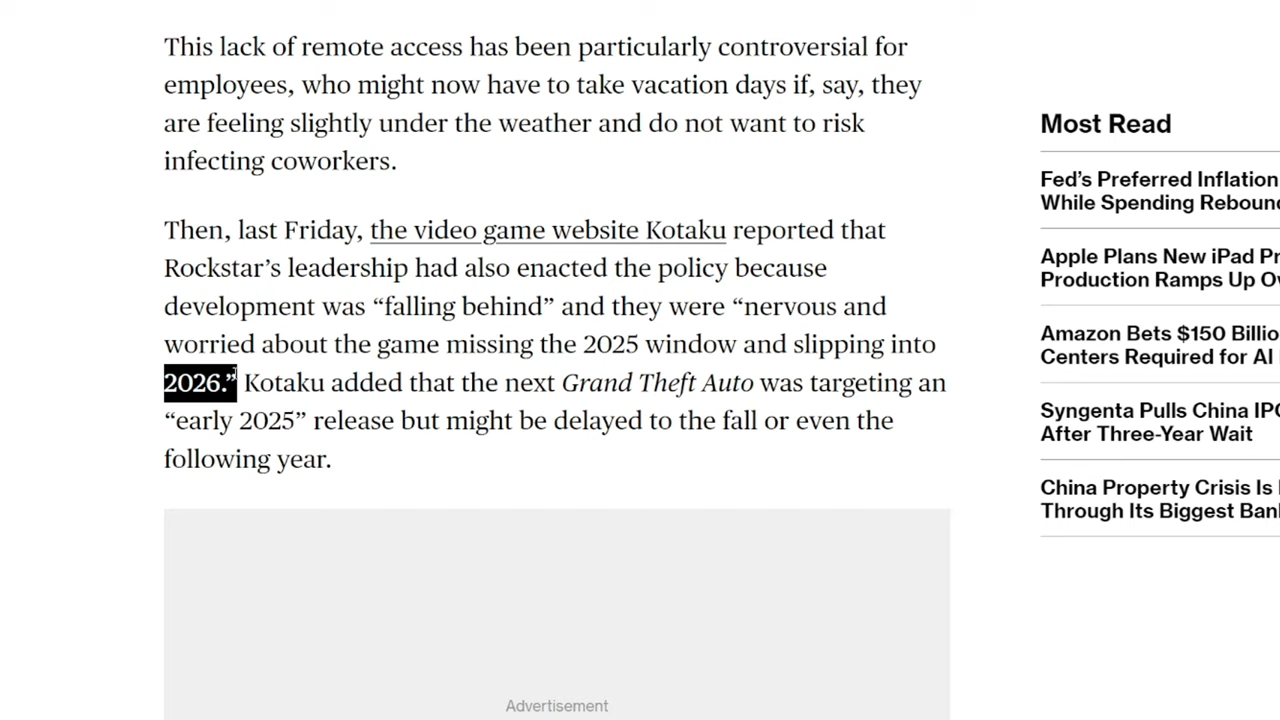 This lack of remote access has been particularly controversial for
employees, who might now have to take vacation days if, say, they
are feeling slightly under the weather and do not want to risk
infecting coworkers.
Then, last Friday, the video game website Kotaku reported that
Rockstar’s leadership had also enacted the policy because
development was “falling behind” and they were “nervous and
worried about the game missing the 2025 window and slipping into
2026.” Kotaku added that the next Grand Theft Auto was targeting an
“early 2025” release but might be delayed to the fall or even the
following year.
Advertisement
Most Read
Fed’s Preferred Inflation
While Spending Reboun
Apple Plans New iPad Pr
Production Ramps Up O
Amazon Bets $150 Billio
Centers Required for AI
Syngenta Pulls China IP
After Three-Year Wait
China Property Crisis Is
Through Its Biggest Ban